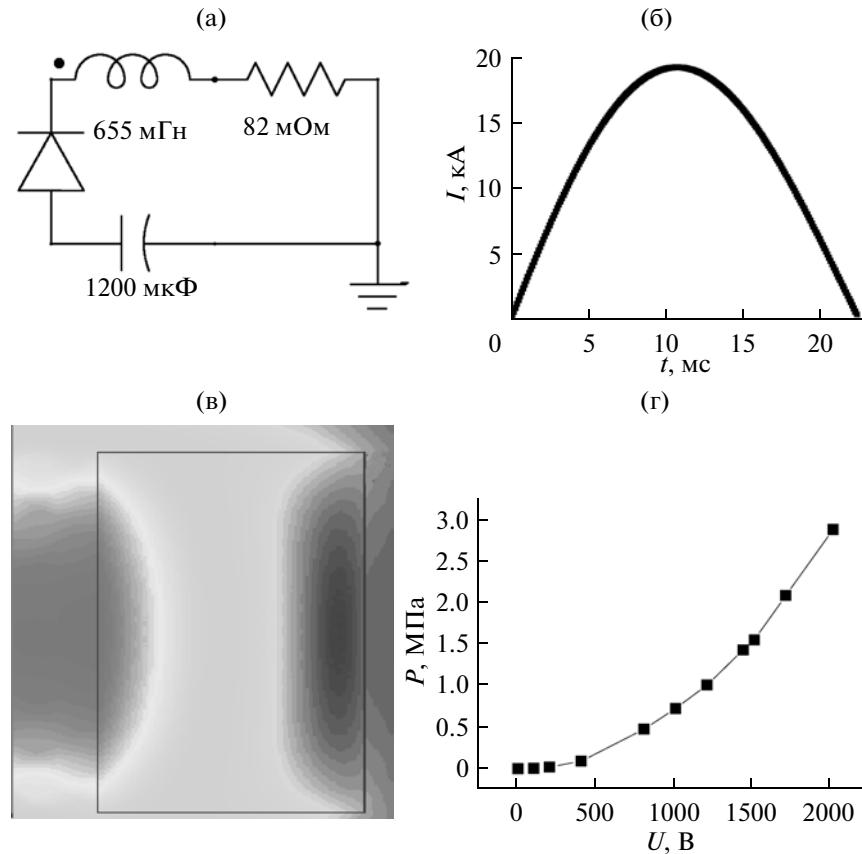 (а)
655 мГн
82 мОм
1200 мкФ
(б)
I, кА
20
15
10
5
0
5
10
15
20
t, мс
(в)
(г)
P, МПа
3.0
2.5
2.0
1.5
1.0
0.5
0
0
500
1000
1500
2000
U, В